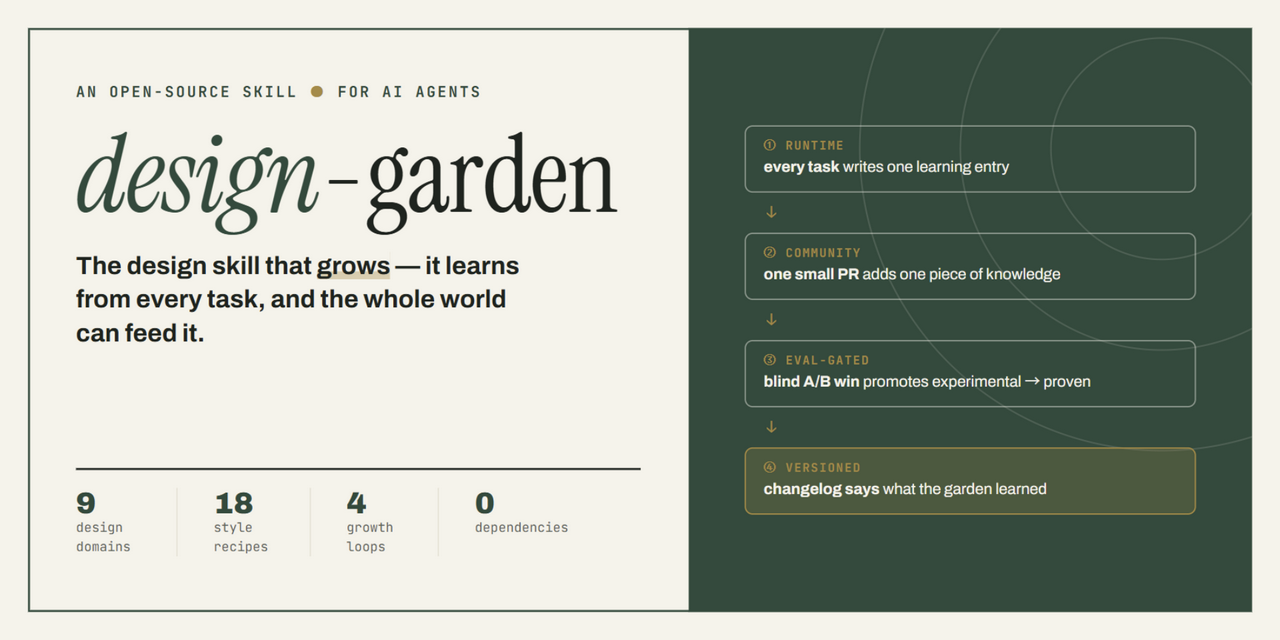 AN OPEN-SOURCE SKILL ● FOR AI AGENTS
design-garden
The design skill that grows — it learns
from every task, and the whole world
can feed it.
9
design
domains
18
style
recipes
4
growth
loops
0
dependencies
① RUNTIME
every task writes one learning entry
↓
② COMMUNITY
one small PR adds one piece of knowledge
↓
③ EVAL-GATED
blind A/B win promotes experimental → proven
↓
④ VERSIONED
changelog says what the garden learned